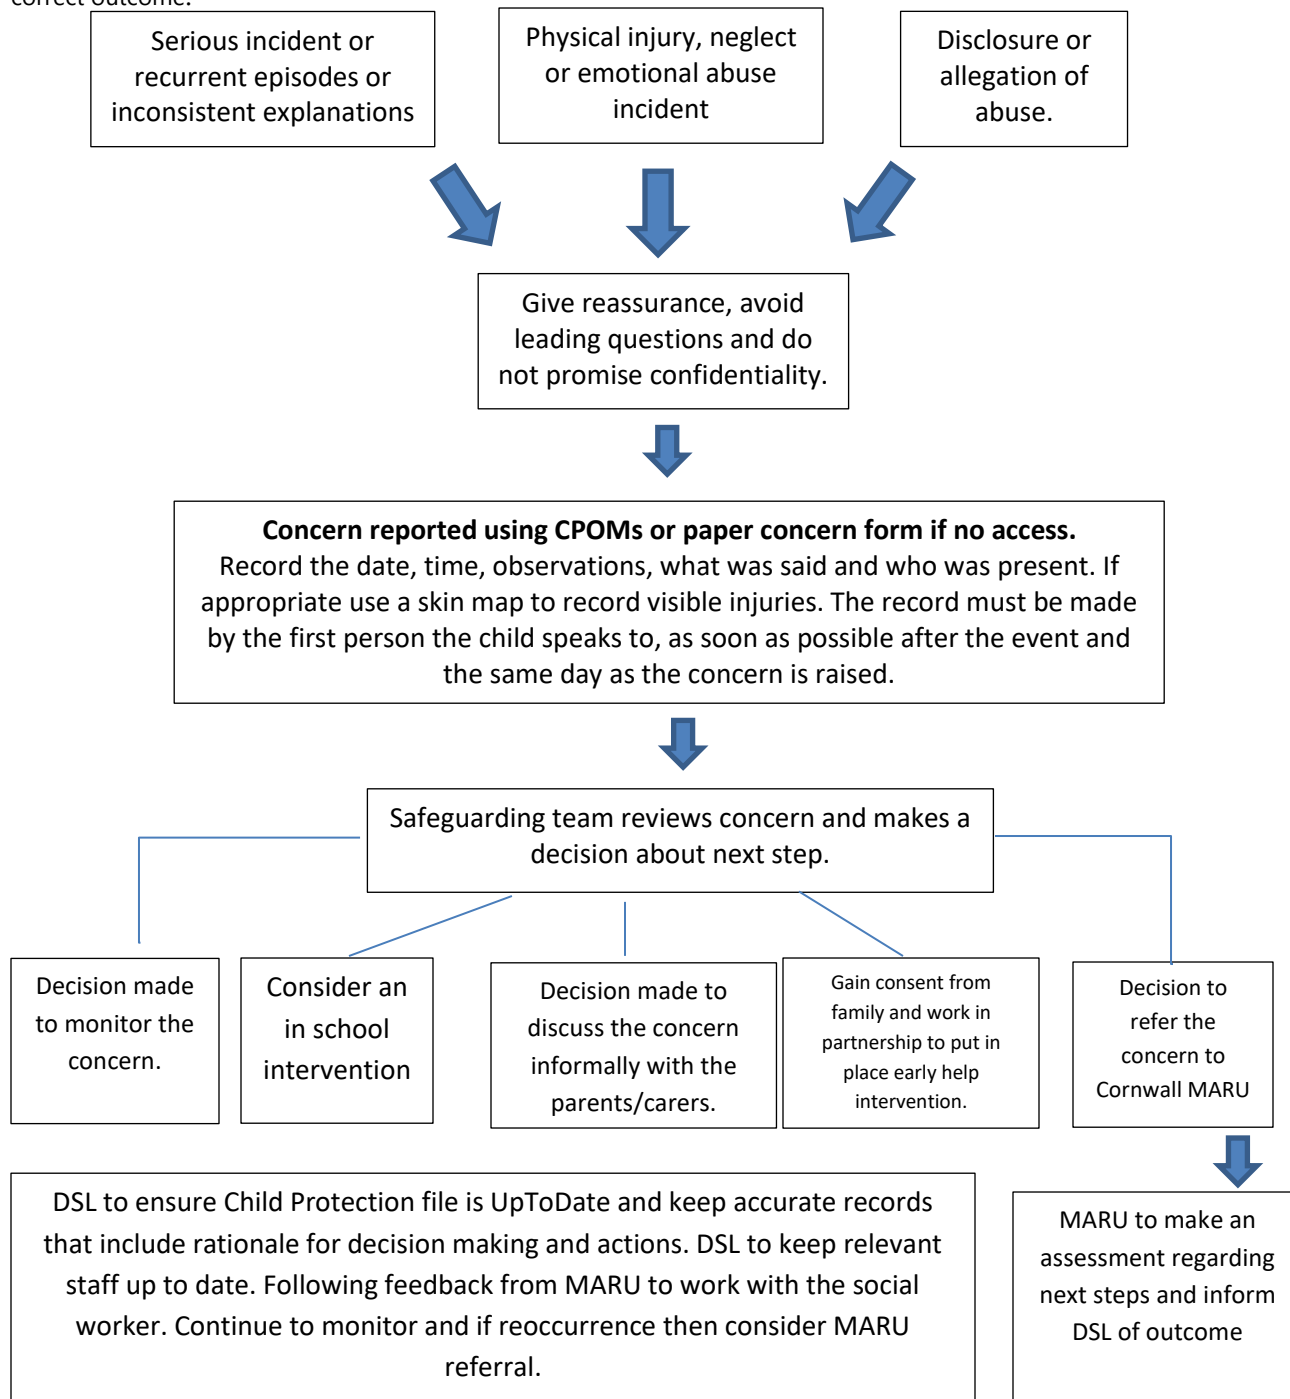 correct outcome.
Serious incident or
recurrent episodes or
inconsistent explanations
Physical injury, neglect
or emotional abuse
incident
Disclosure or
allegation of
abuse.
Give reassurance, avoid
leading questions and do
not promise confidentiality.
Concern reported using CPOMs or paper concern form if no access.
Record the date, time, observations, what was said and who was present. If
appropriate use a skin map to record visible injuries. The record must be made
by the first person the child speaks to, as soon as possible after the event and
the same day as the concern is raised.
Safeguarding team reviews concern and makes a
decision about next step.
Decision made
to monitor the
concern.
Consider an
in school
intervention
Decision made to
discuss the concern
informally with the
parents/carers.
Gain consent from
family and work in
partnership to put in
place early help
intervention.
Decision to
refer the
concern to
Cornwall MARU
DSL to ensure Child Protection file is UpToDate and keep accurate records
that include rationale for decision making and actions. DSL to keep relevant
staff up to date. Following feedback from MARU to work with the social
worker. Continue to monitor and if reoccurrence then consider MARU
referral.
MARU to make an
assessment regarding
next steps and inform
DSL of outcome